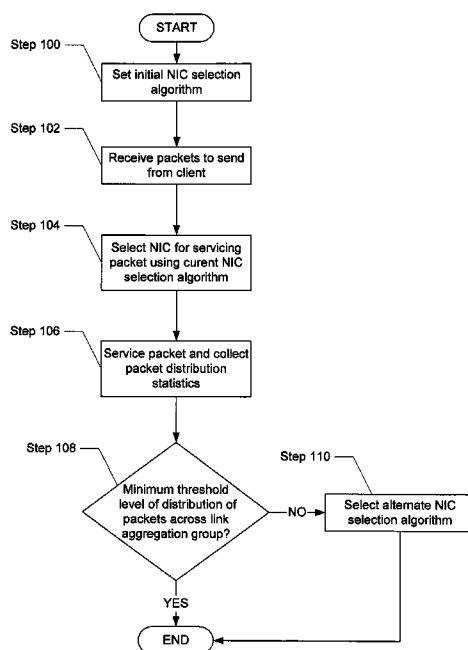 START
Step 100
Set initial NIC selection
algorithm
Step 102
Receive packets to send
from client
Step 104
Select NIC for servicing
packet using curent NIC
selection algorithm
Step 106
Service packet and collect
packet distribution
statistics
Step 108
Minimum threshold
level of distribution of
packets across link
aggregation group?
NO
Step 110
Select alternate NIC
selection algorithm
YES
END